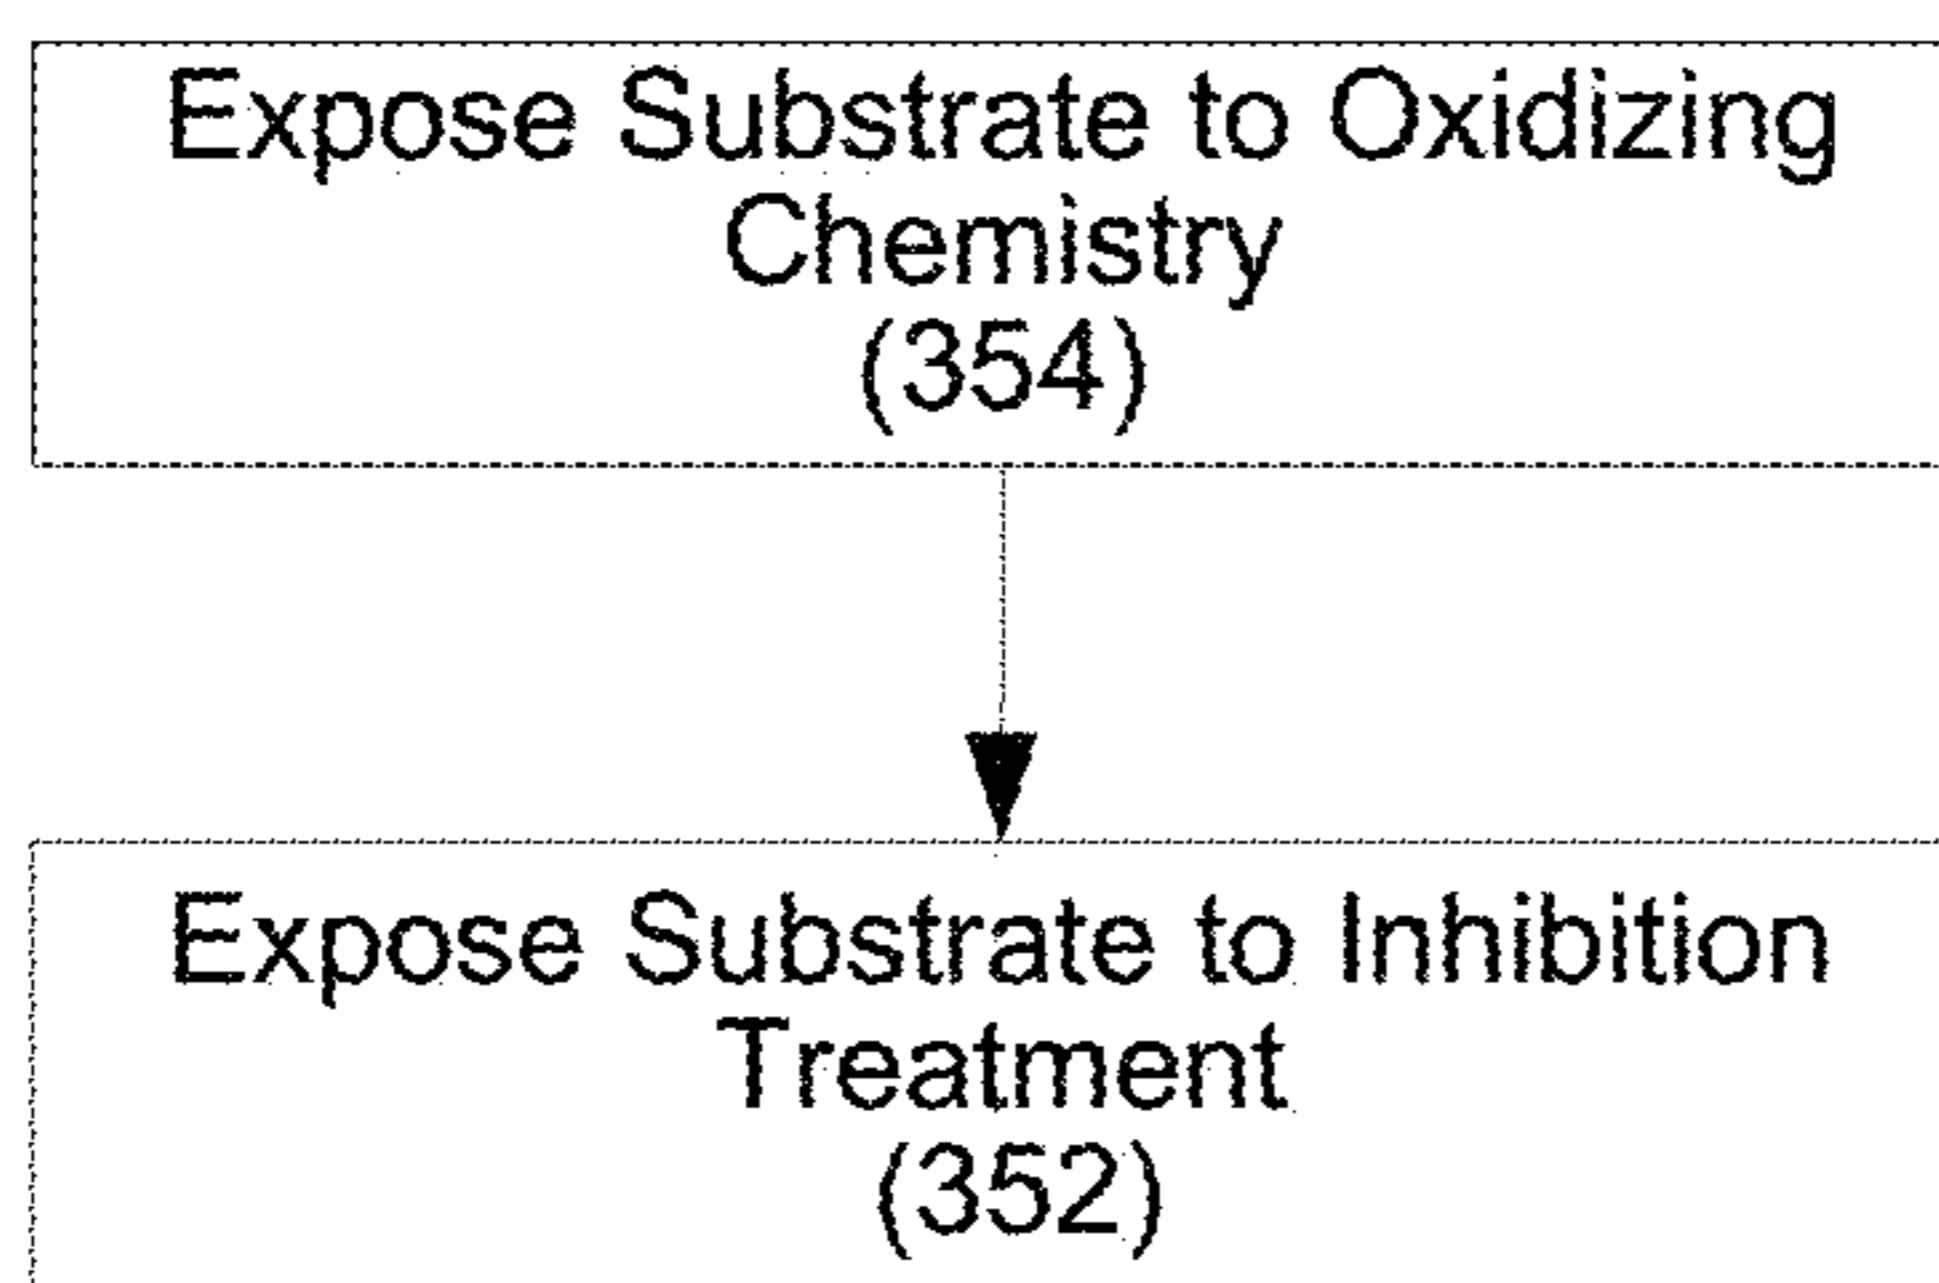 Expose Substrate to Oxidizing
Chemistry
(354)
Expose Substrate to Inhibition
Treatment
(352)